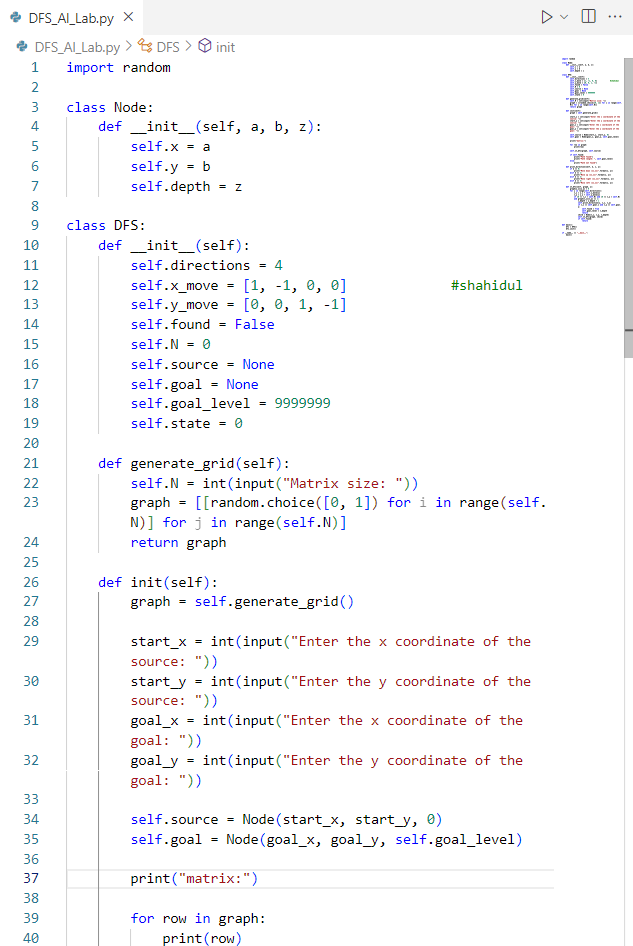 DFS_AI_Lab.py
DFS_AI_Lab.py > DFS > init
1 import random
2
3 class Node:
4     def __init__(self, a, b, z):
5         self.x = a
6         self.y = b
7         self.depth = z
8
9 class DFS:
10     def __init__(self):
11         self.directions = 4
12         self.x_move = [1, -1, 0, 0]             #shahidul
13         self.y_move = [0, 0, 1, -1]
14         self.found = False
15         self.N = 0
16         self.source = None
17         self.goal = None
18         self.goal_level = 9999999
19         self.state = 0
20
21     def generate_grid(self):
22         self.N = int(input("Matrix size: "))
23         graph = [[random.choice([0, 1]) for i in range(self.
N)] for j in range(self.N)]
24         return graph
25
26     def init(self):
27         graph = self.generate_grid()
28
29         start_x = int(input("Enter the x coordinate of the
source: "))
30         start_y = int(input("Enter the y coordinate of the
source: "))
31         goal_x = int(input("Enter the x coordinate of the
goal: "))
32         goal_y = int(input("Enter the y coordinate of the
goal: "))
33
34         self.source = Node(start_x, start_y, 0)
35         self.goal = Node(goal_x, goal_y, self.goal_level)
36
37         print("matrix:")
38
39         for row in graph:
40             print(row)